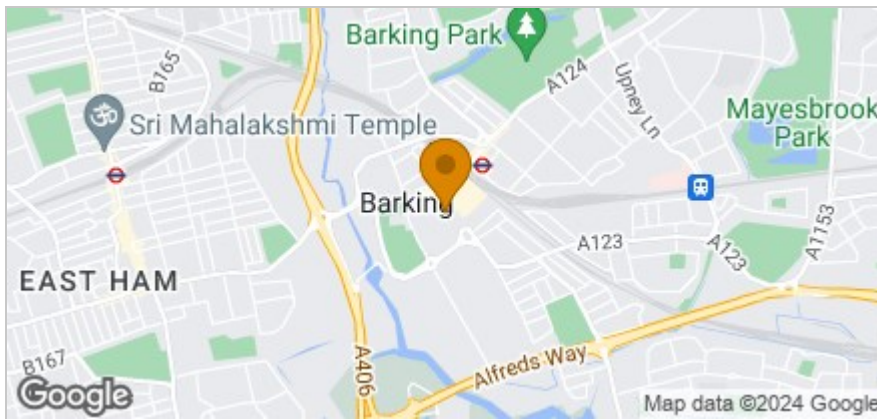 Barking Park
B165
A124
Upney Ln
Mayesbrook
Park
ॐ
Sri Mahalakshmi Temple
Barking
A123
A123
A1153
EAST HAM
B167
A406
Alfreds Way
Google
Map data ©2024 Google